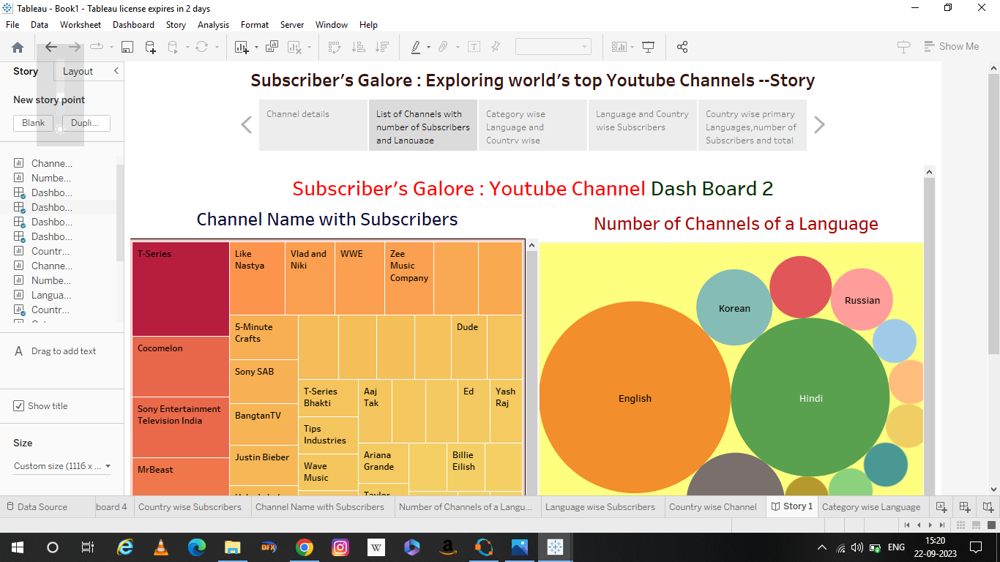 Tableau - Book1 - Tableau license expires in 2 days
File Data Worksheet Dashboard Story Analysis Format Server Window Help
Show Me
Story Layout
New story point
Blank Dupli...
Channe...
Numbe...
Dashbo...
Dashbo...
Dashbo...
Dashbo...
Countr...
Channe...
Numbe...
Langua...
Countr...
Drag to add text
Show title
Size
Custom size (1116 x ...
Subscriber's Galore : Exploring world's top Youtube Channels --Story
Channel details
List of Channels with
number of Subscribers
and Language
Category wise
Language and
Country wise
Language and Country
wise Subscribers
Country wise primary
Languages,number of
Subscribers and total
Subscriber's Galore : Youtube Channel Dash Board 2
Channel Name with Subscribers
T-Series
Cocomelon
Sony Entertainment
Television India
MrBeast
Like
Nastya
Vlad and
Niki
WWE
Zee
Music
Company
5-Minute
Crafts
Sony SAB
BangtanTV
Justin Bieber
Dude
T-Series
Bhakti
Tips
Industries
Wave
Music
Aaj
Tak
Ed
Yash
Raj
Ariana
Grande
Billie
Eilish
Taylor
Number of Channels of a Language
English
Korean
Russian
Hindi
Data Source board 4 Country wise Subscribers Channel Name with Subscribers Number of Channels of a Langu... Language wise Subscribers Country wise Channel Story 1 Category wise Language
DFX
W
a
ENG
15:20
22-09-2023